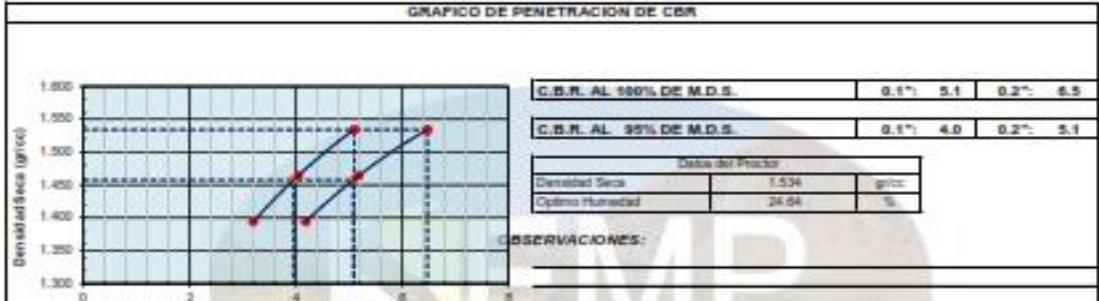 GRAFICO DE PENETRACION DE CBR
C.B.R. AL 100% DE M.D.S. 0.1": 5.1 0.2": 6.5
C.B.R. AL 95% DE M.D.S. 0.1": 4.0 0.2": 5.1
Datos del Proctor
Densidad Seca 1.534 gr/cc
Optimo Humedad 24.64 %
OBSERVACIONES:
Densidad Seca (gr/cc)
1.600
1.550
1.500
1.450
1.400
1.350
1.300
0 2 4 6 8
EMP